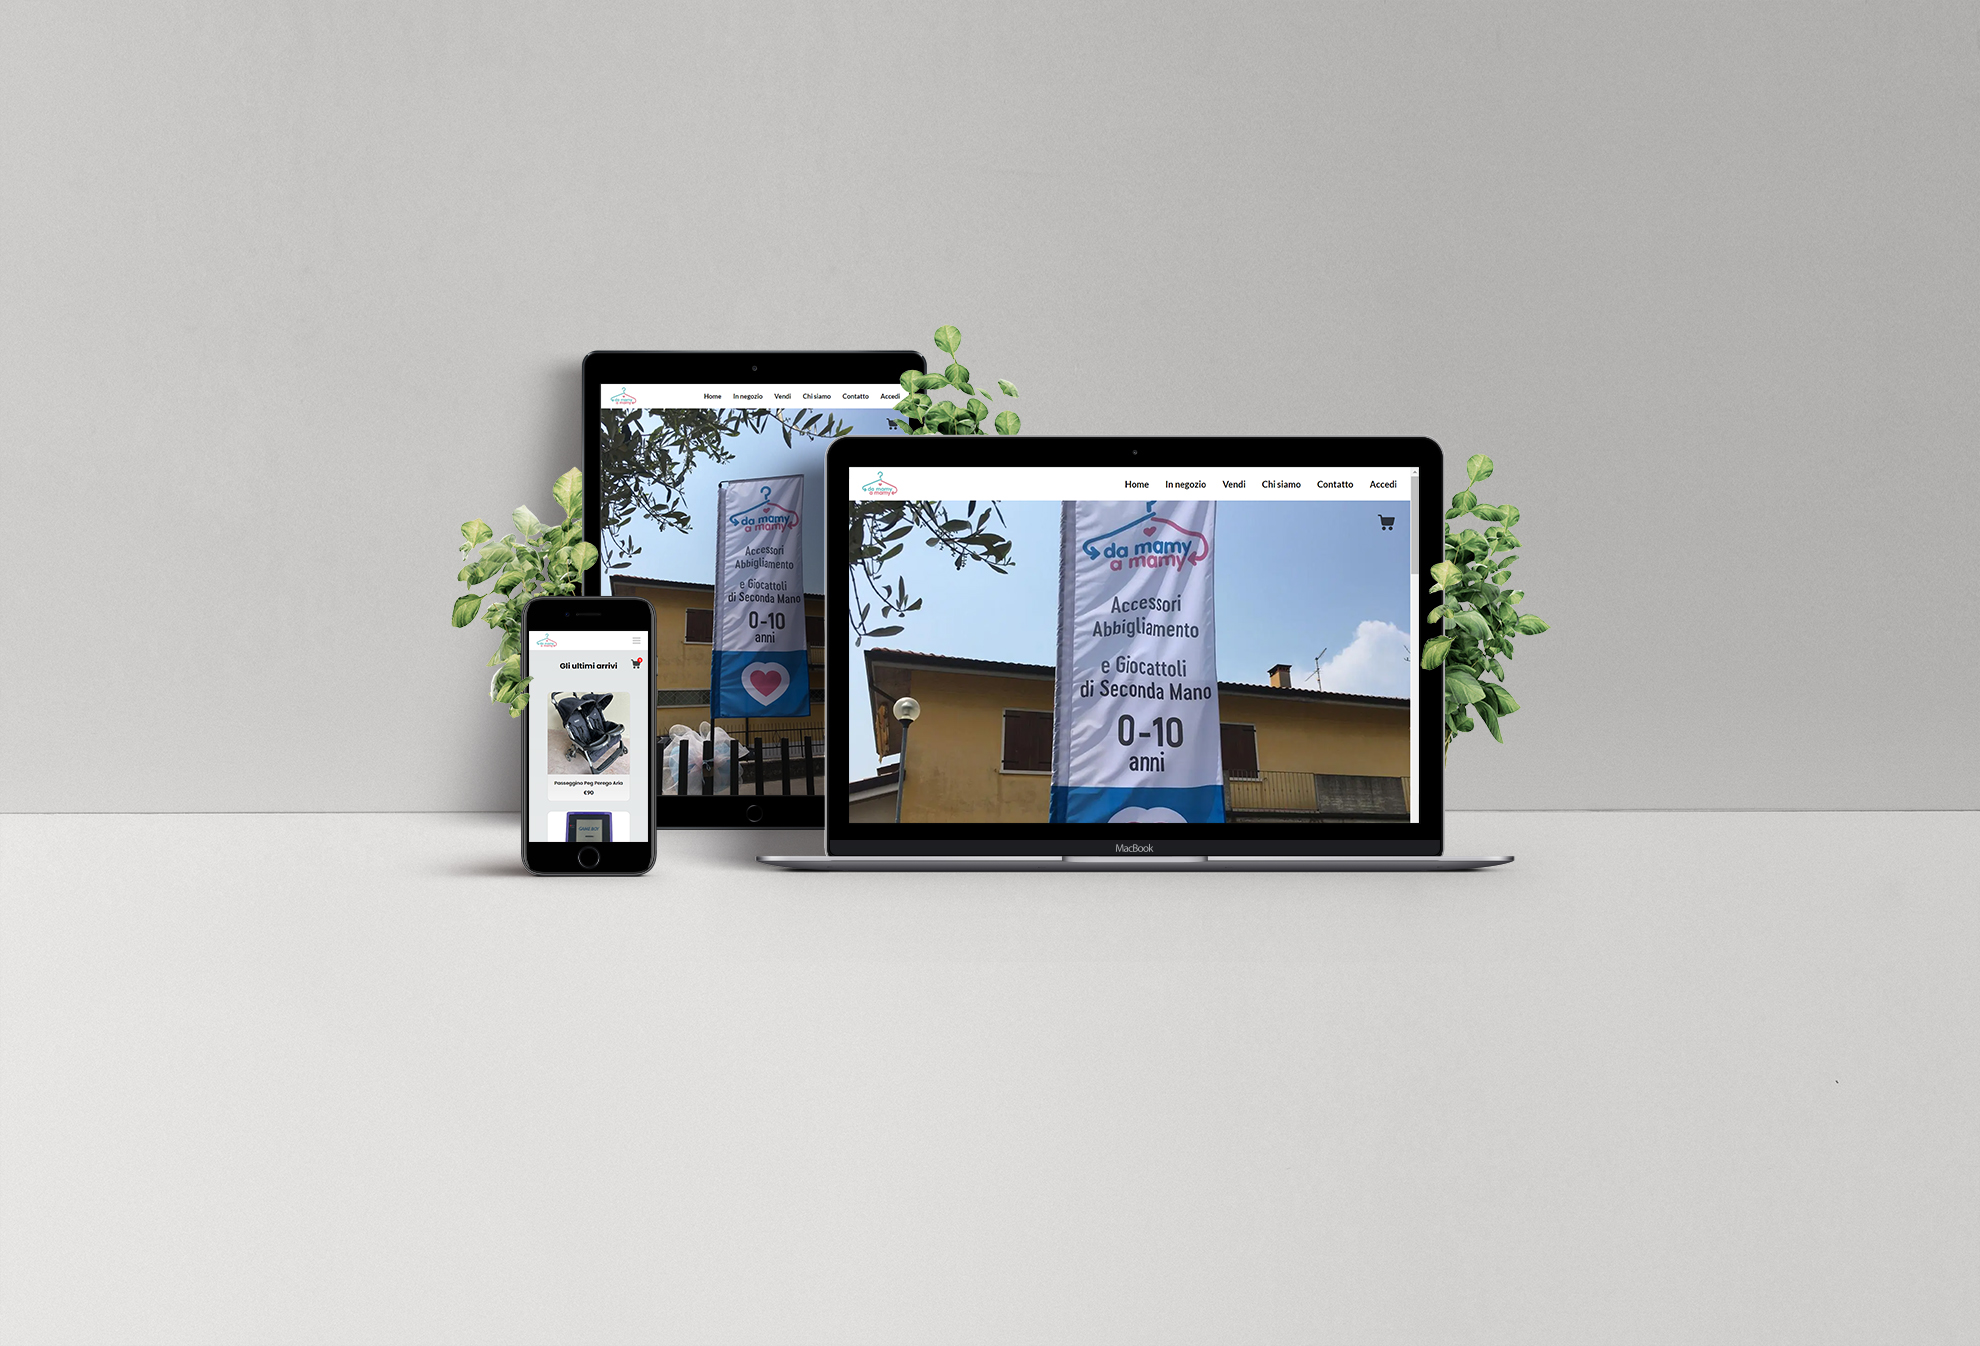 da mamy
a mamy
Home In negozio Vendi Chi siamo Contatto Accedi
da mamy
a mamy
Accessori
Abbigliamento
e Giocattoli
di Seconda Mano
0-10
anni
da mamy
a mamy
Gli ultimi arrivi
Passeggino Peg Perego Aria
€90
GAME BOY
da mamy
a mamy
Home In negozio Vendi Chi siamo Contatto Accedi
da mamy
a mamy
Accessori
Abbigliamento
e Giocattoli
di Seconda Mano
0-10
anni
MacBook